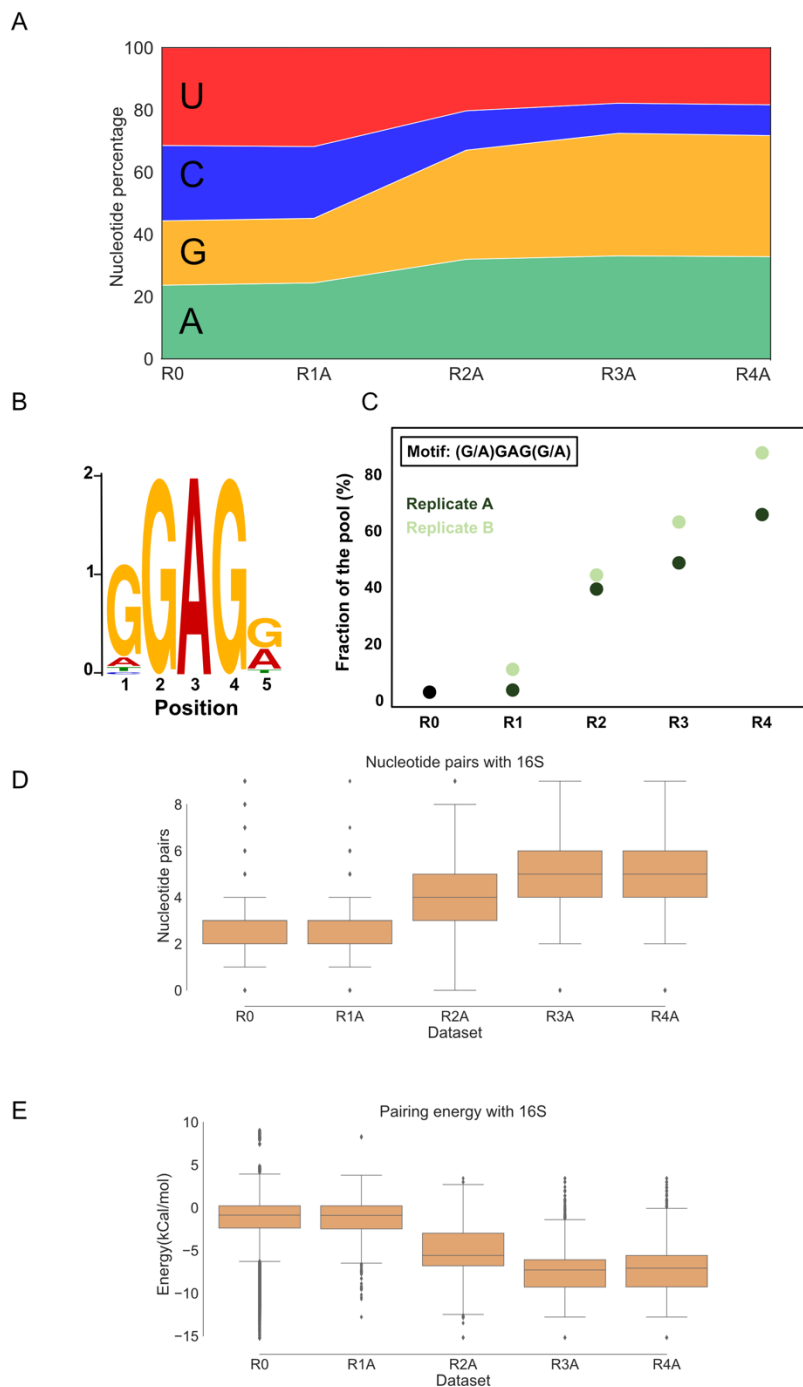 A
100
80
60
40
20
0
Nucleotide percentage
U
C
G
A
R0 R1A R2A R3A R4A
B
2
1
0
G A T C
G
A
G
G A T
1 2 3 4 5
Position
C
Motif: (G/A)GAG(G/A)
Replicate A
Replicate B
Fraction of the pool (%)
80
60
40
20
0
R0 R1 R2 R3 R4
D
Nucleotide pairs with 16S
Nucleotide pairs
8
6
4
2
0
R0 R1A R2A R3A R4A
Dataset
E
Pairing energy with 16S
Energy(kCal/mol)
10
5
0
−5
−10
−15
R0 R1A R2A R3A R4A
Dataset